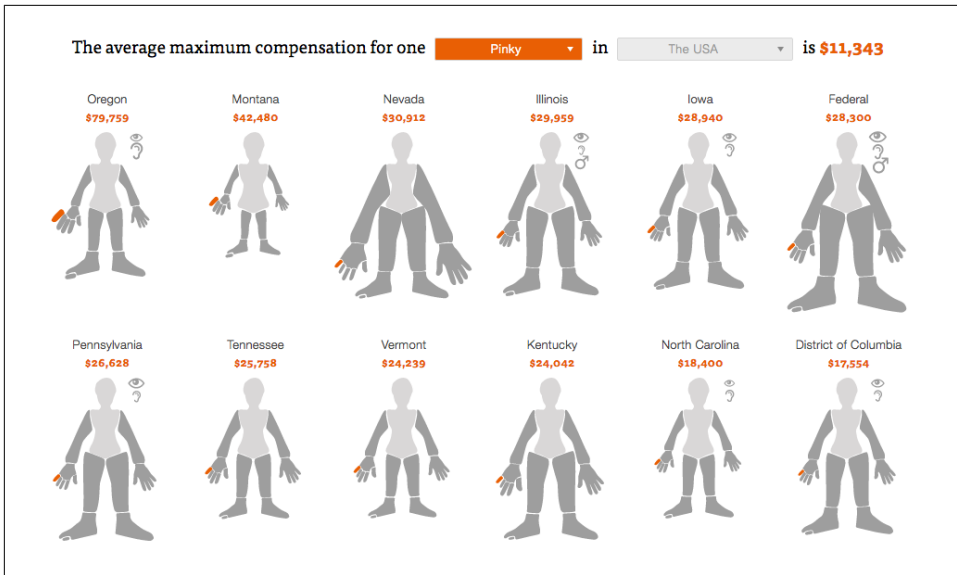 The average maximum compensation for one Pinky in The USA is $11,343
Oregon Montana Nevada Illinois Iowa Federal
$79,759 $42,480 $30,912 $29,959 $28,940 $28,300
Pennsylvania Tennessee Vermont Kentucky North Carolina District of Columbia
$26,628 $25,758 $24,239 $24,042 $18,400 $17,554